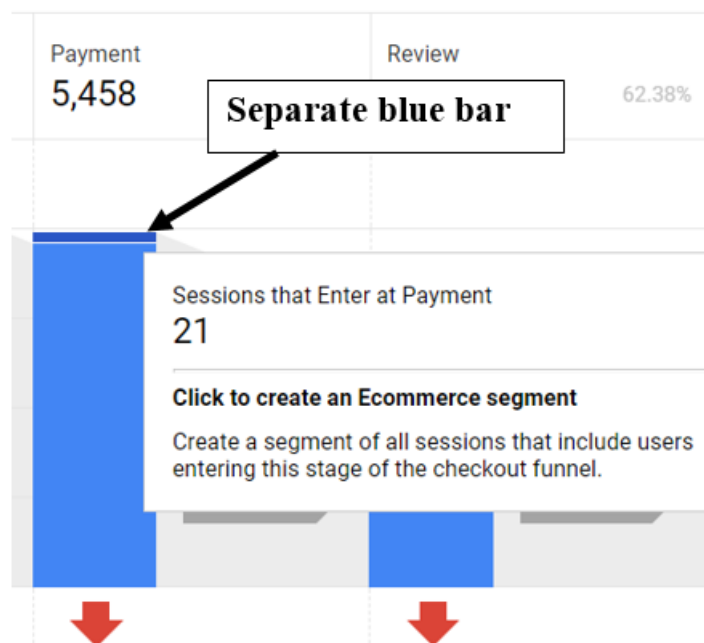 Payment
5,458
Review
62.38%
Separate blue bar
Sessions that Enter at Payment
21
Click to create an Ecommerce segment
Create a segment of all sessions that include users
entering this stage of the checkout funnel.